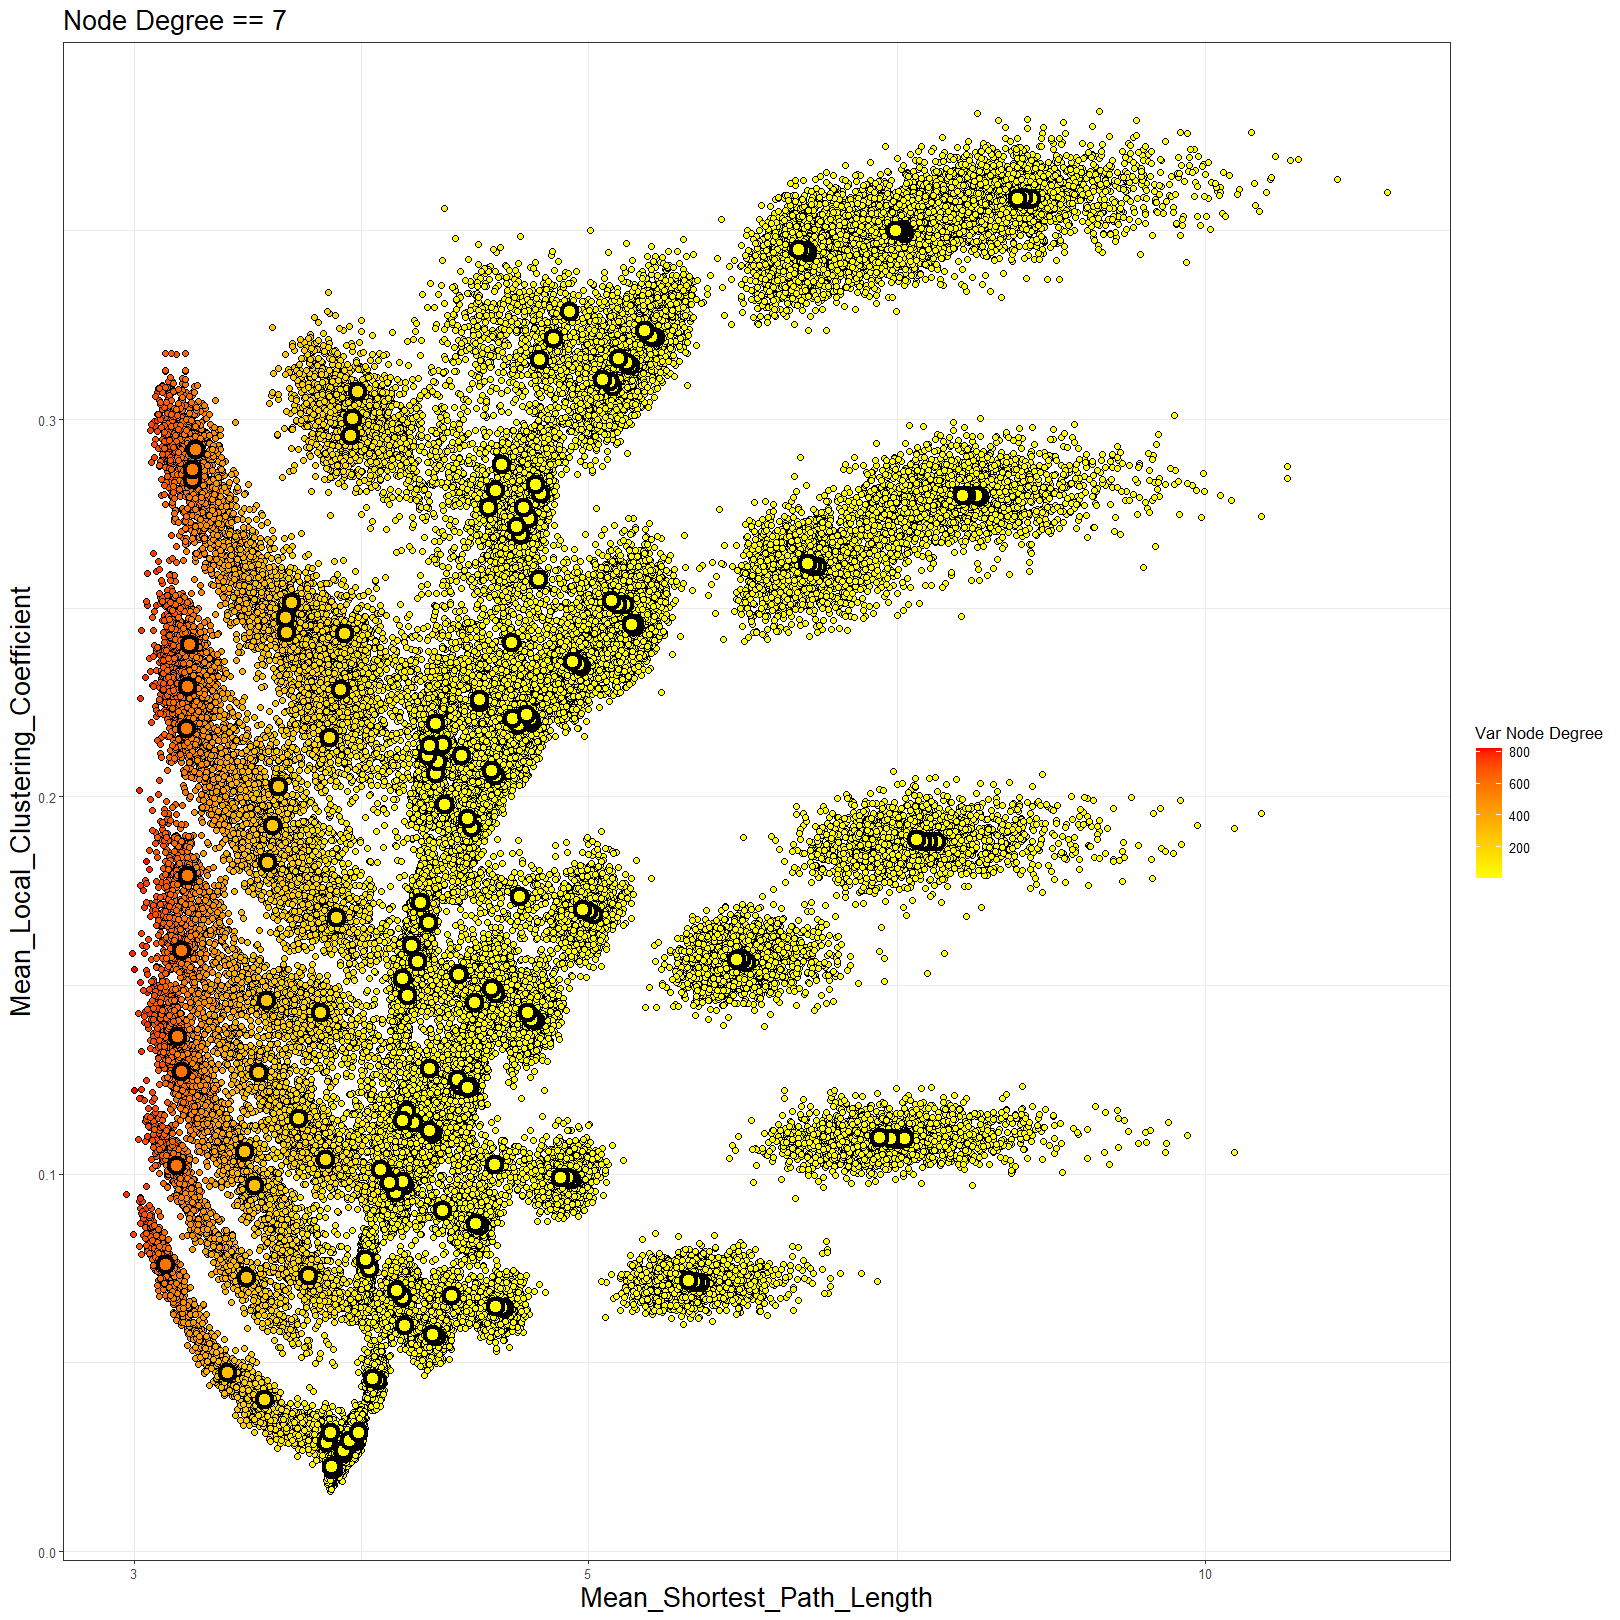 Node Degree == 7
Mean_Local_Clustering_Coefficient
0.3
0.2
0.1
0.0
3
5
10
Mean_Shortest_Path_Length
Var Node Degree
800
600
400
200